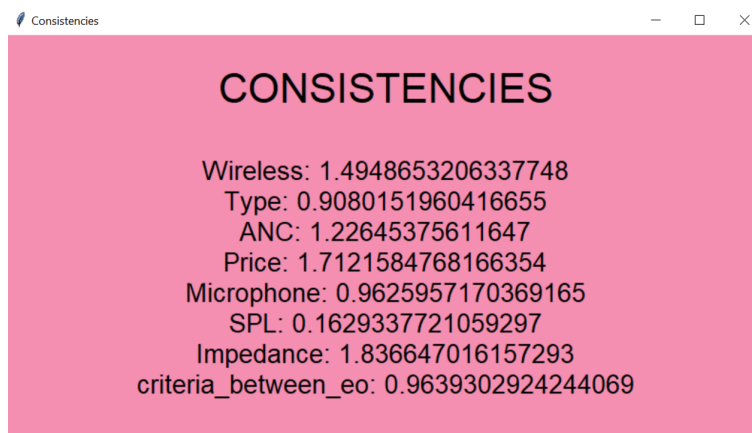 Consistencies
CONSISTENCIES
Wireless: 1.4948653206337748
Type: 0.9080151960416655
ANC: 1.22645375611647
Price: 1.7121584768166354
Microphone: 0.9625957170369165
SPL: 0.1629337721059297
Impedance: 1.836647016157293
criteria_between_eo: 0.9639302924244069